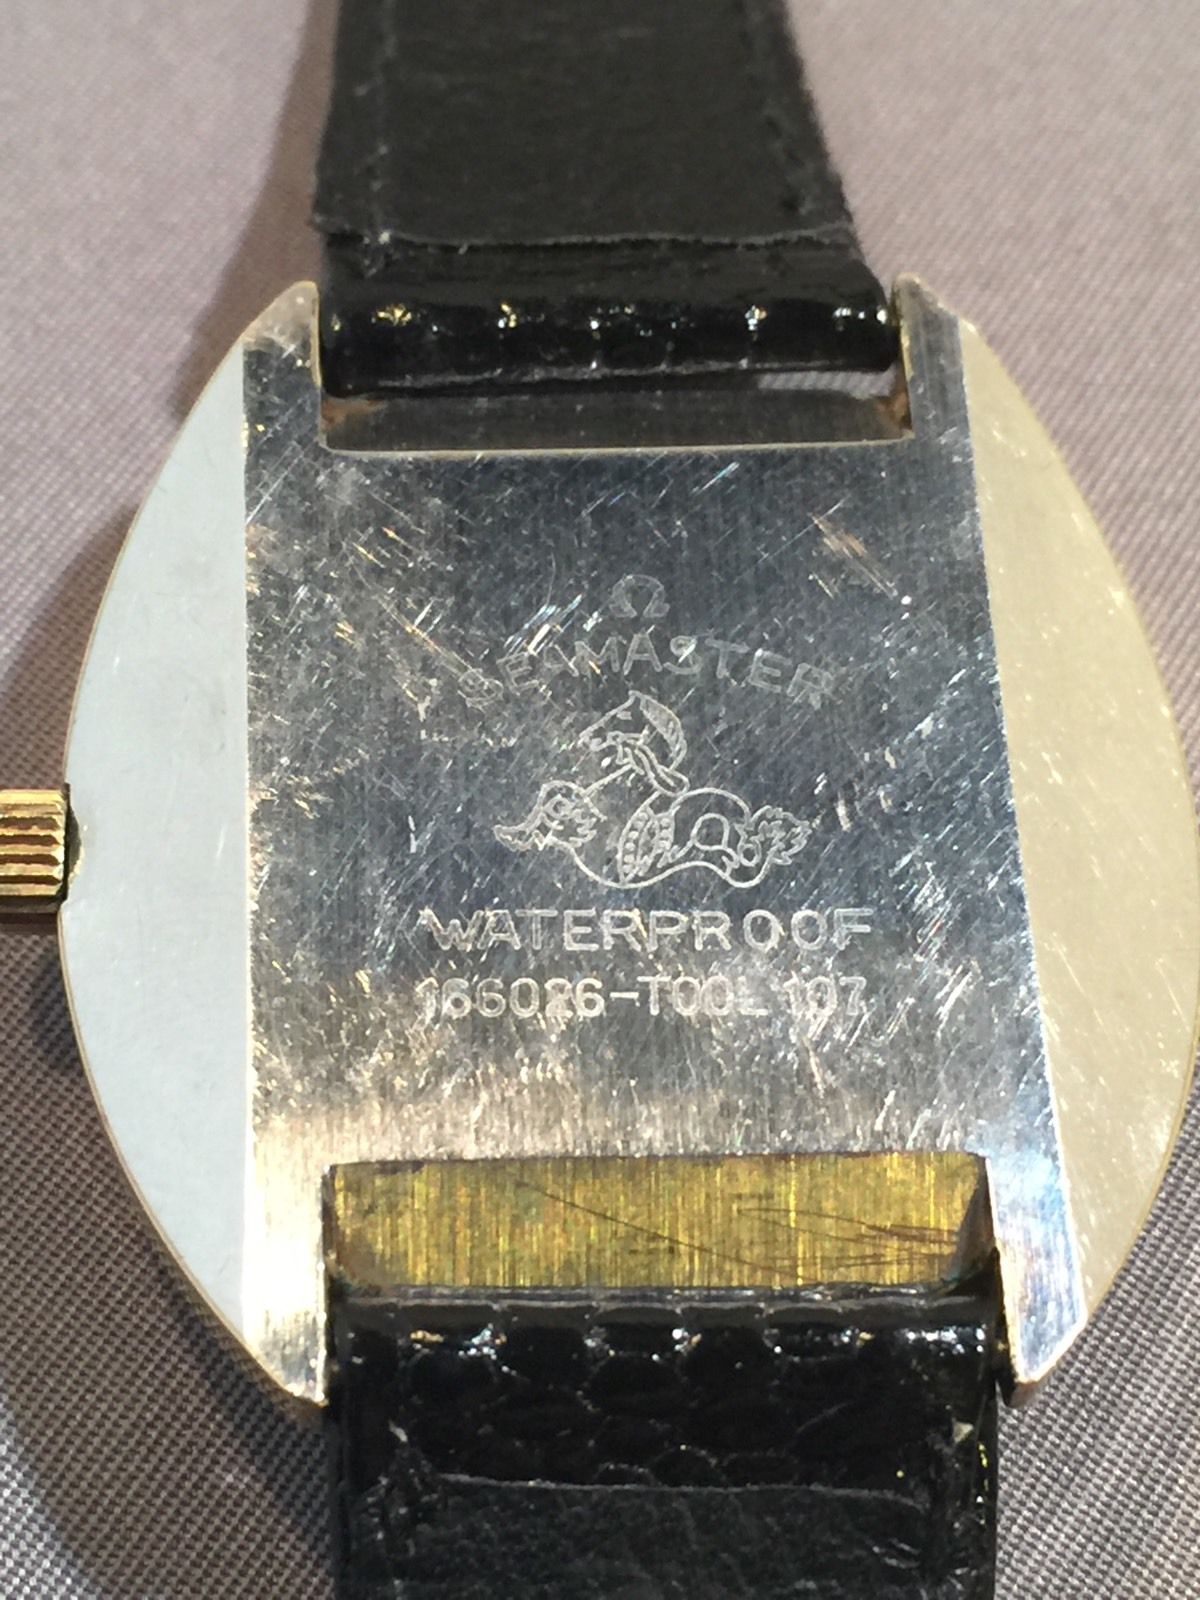 Ω
SEAMASTER
WATERPROOF
166026-TOOL 107